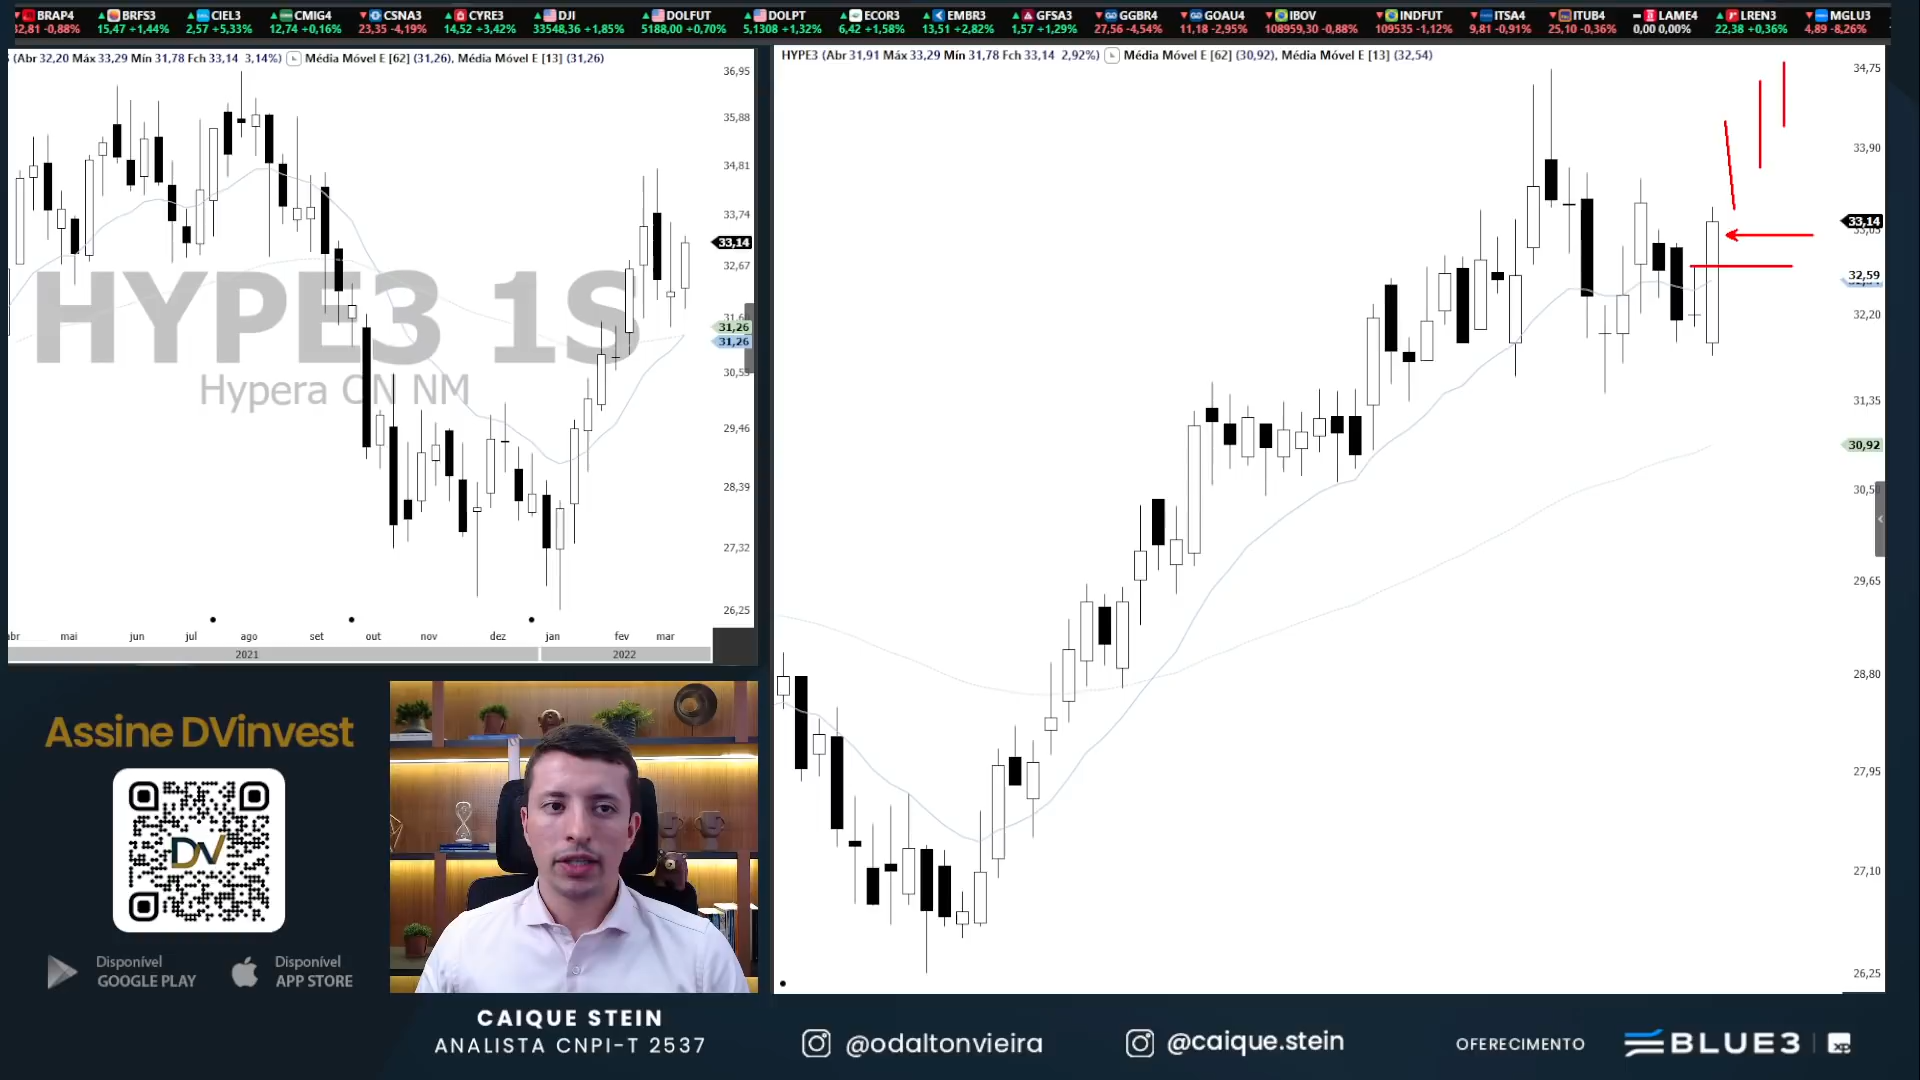 BRAP4 BRFS3 CIEL3 CMIG4 CSNA3 CYRE3 DJI DOLFUT DOLPT ECOR3 EMBR3 GFSA3 GGBR4 GOAU4 IBOV INDFUT ITSA4 ITUB4 LAME4 LREN3 MGLU3
-0,88% 15,47 +1,44% 2,57 +5,33% 12,74 +0,16% 23,35 -4,19% 14,52 +3,42% 33548,36 +1,85% 5188,00 +0,70% 5,1308 +1,32% 6,42 +1,58% 13,51 +2,82% 1,57 +1,29% 27,56 -4,54% 11,18 -2,95% 108959,30 -0,88% 109535 -1,12% 9,81 -0,91% 25,10 -0,36% 0,00 0,00% 22,38 +0,36% 4,89 -8,26%
(Abr 32,20 Máx 33,29 Mín 31,78 Fch 33,14 3,14%) Média Móvel E [62] (31,26), Média Móvel E [13] (31,26)
36,95
35,88
34,81
33,74
33,14
32,67
31,26
31,26
29,46
28,39
27,32
26,25
HYPE3 1S
Hypera ON NM
mai jun jul ago set out nov dez jan fev mar
2021 2022
HYPE3 (Abr 31,91 Máx 33,29 Mín 31,78 Fch 33,14 2,92%) Média Móvel E [62] (30,92), Média Móvel E [13] (32,54)
34,75
33,90
33,14
32,59
32,20
31,35
30,92
29,65
28,80
27,95
27,10
26,25
Assine DVinvest
DV
Disponível
GOOGLE PLAY
Disponível
APP STORE
CAIQUE STEIN
ANALISTA CNPI-T 2537
@odaltonvieira
@caique.stein
OFERECIMENTO
BLUE3
xp